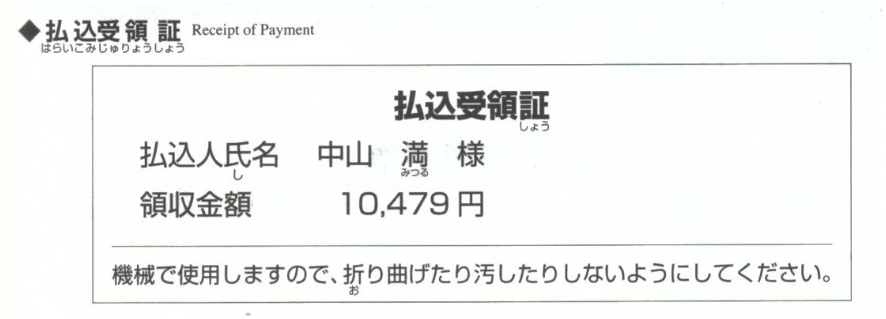 ◆払込受領証 Receipt of Payment
はらいこみじゅりょうしょう
払込受領証
しょう
払込人氏名 中山 満 様
し みつる
領収金額 10,479円
機械で使用しますので、折り曲げたり汚したりしないようにしてください。
お